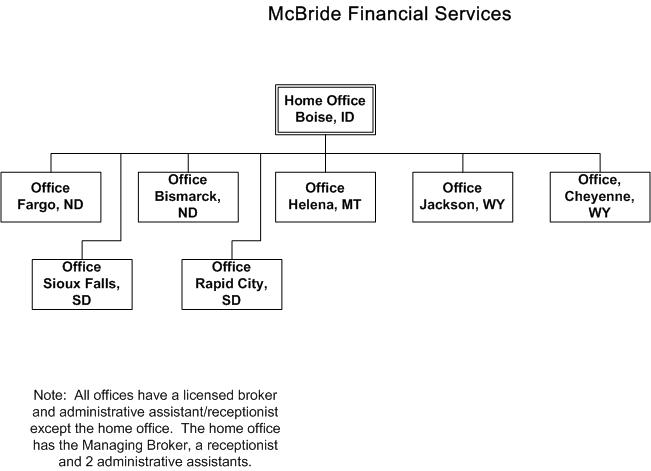 McBride Financial Services
Home Office
Boise, ID
Office
Fargo, ND
Office
Bismarck,
ND
Office
Helena, MT
Office
Jackson, WY
Office,
Cheyenne,
WY
Office
Sioux Falls,
SD
Office
Rapid City,
SD
Note:  All offices have a licensed broker
and administrative assistant/receptionist
except the home office.  The home office
has the Managing Broker, a receptionist
and 2 administrative assistants.